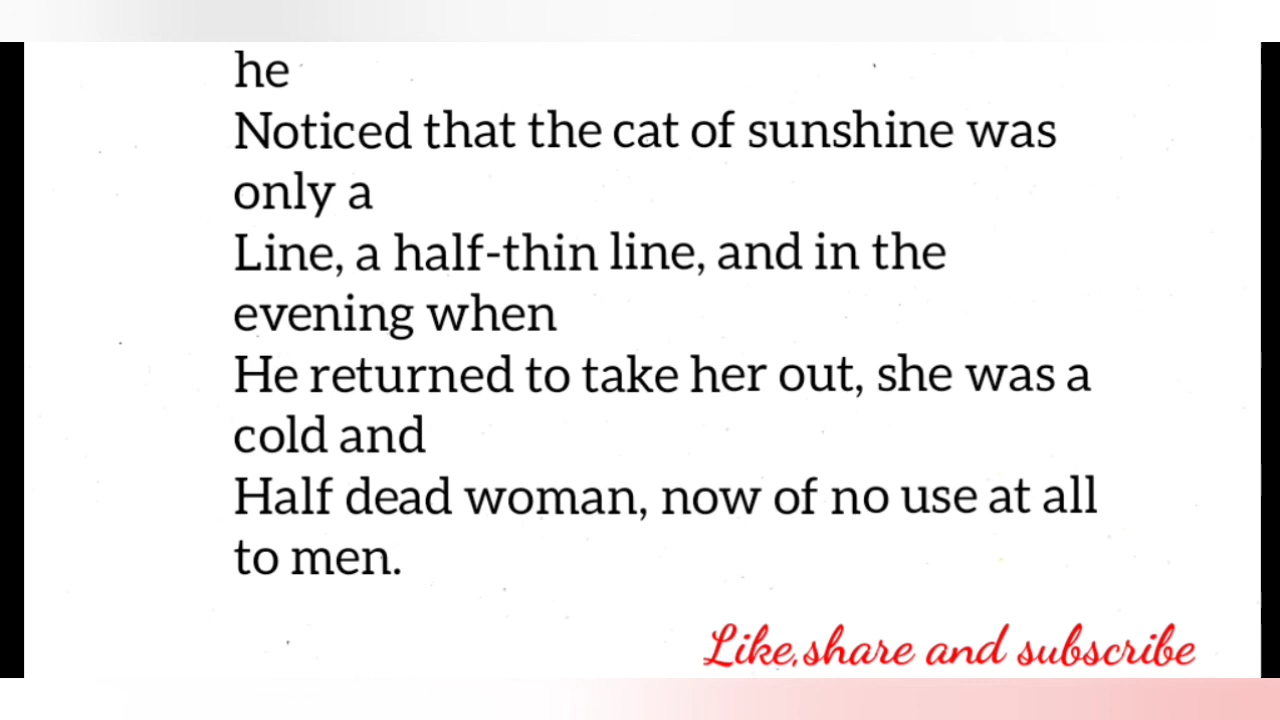 he
Noticed that the cat of sunshine was
only a
Line, a half-thin line, and in the
evening when
He returned to take her out, she was a
cold and
Half dead woman, now of no use at all
to men.
Like,share and subscribe